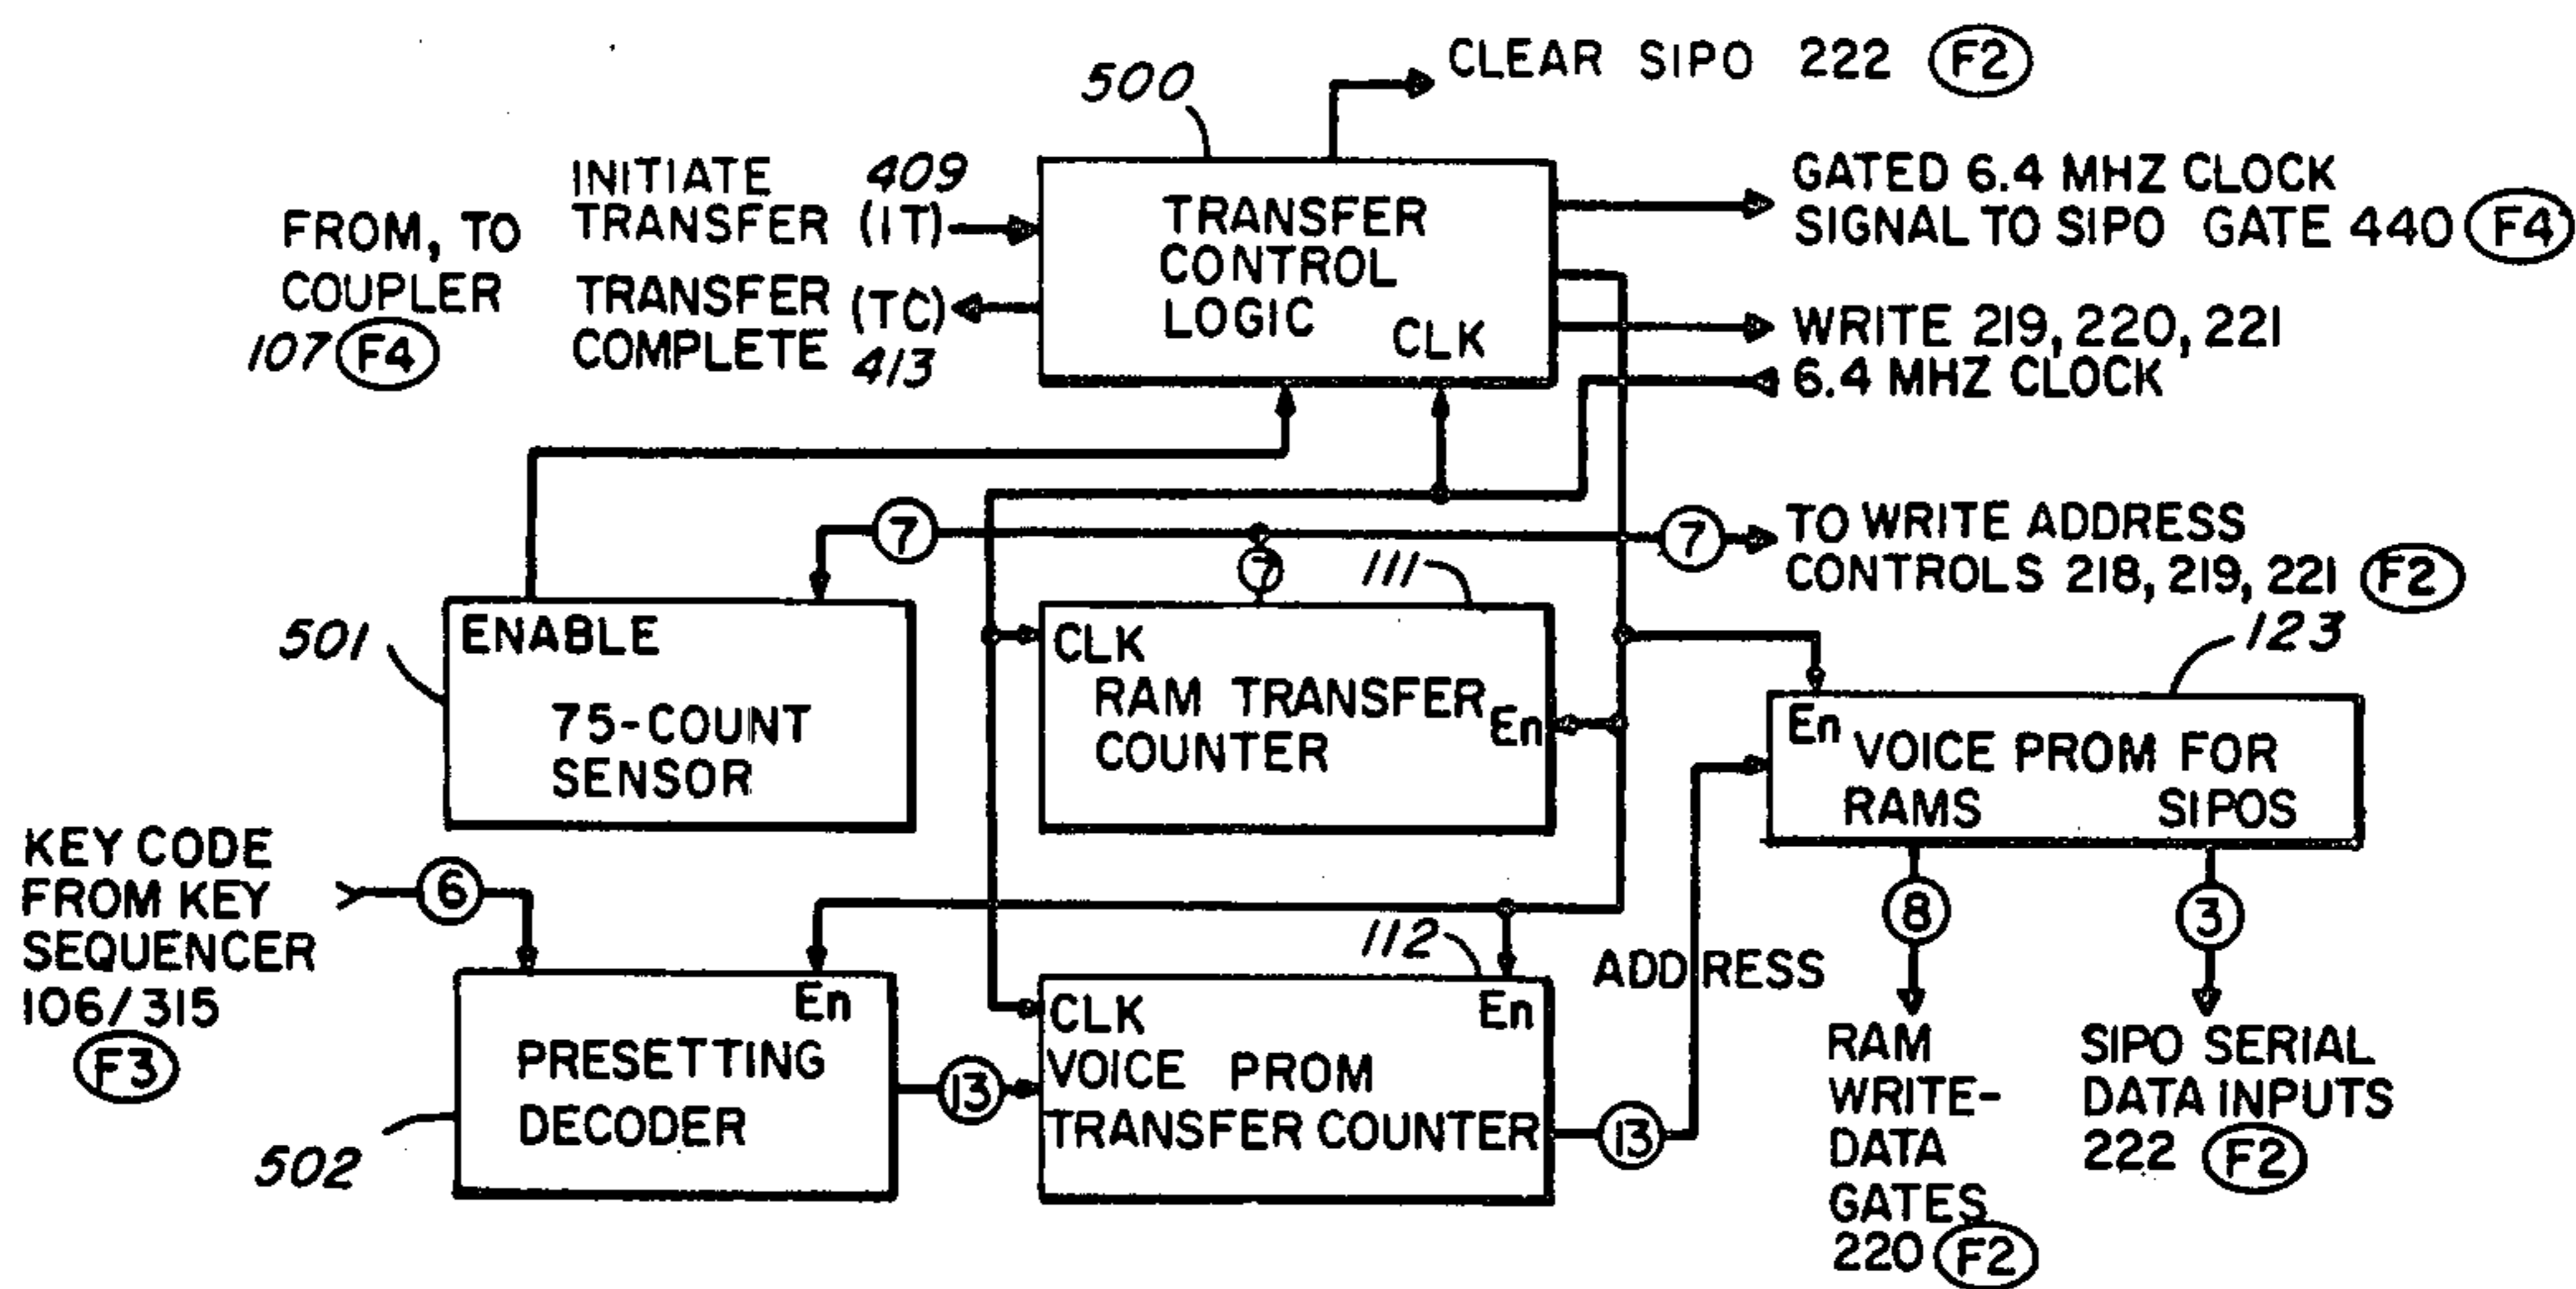 CLEAR SIPO 222 F2
500
INITIATE 409
TRANSFER (IT)
FROM, TO
COUPLER
107 F4
TRANSFER (TC)
COMPLETE 413
TRANSFER
CONTROL
LOGIC
CLK
GATED 6.4 MHZ CLOCK
SIGNAL TO SIPO GATE 440 F4
WRITE 219, 220, 221
6.4 MHZ CLOCK
7
7
7
TO WRITE ADDRESS
CONTROLS 218, 219, 221 F2
501
ENABLE
75-COUNT
SENSOR
111
CLK
RAM TRANSFER
COUNTER
En
123
En
VOICE PROM FOR
RAMS SIPOS
KEY CODE
FROM KEY
SEQUENCER
106/315
F3
6
502
En
PRESETTING
DECODER
13
112
CLK
En
VOICE PROM
TRANSFER COUNTER
13
ADDRESS
8
3
RAM
WRITE-
DATA
GATES
220 F2
SIPO SERIAL
DATA INPUTS
222 F2